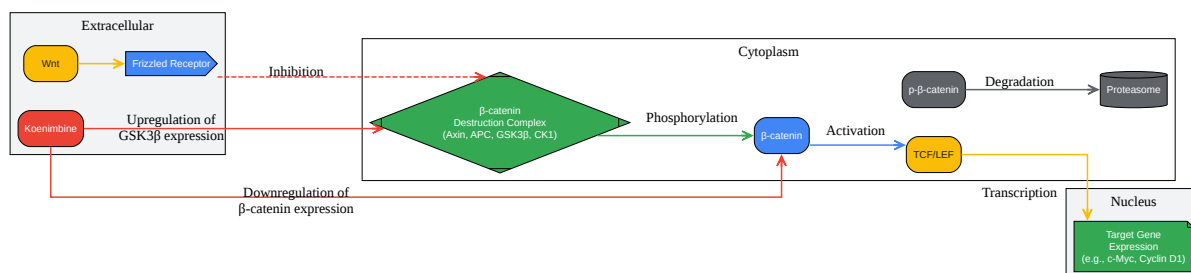 Extracellular
Wnt
Frizzled Receptor
Koenimbine
Upregulation of
GSK3β expression
Inhibition
Cytoplasm
β-catenin
Destruction Complex
(Axin, APC, GSK3β, CK1)
Phosphorylation
β-catenin
Activation
TCF/LEF
p-β-catenin
Degradation
Proteasome
Downregulation of
β-catenin expression
Transcription
Nucleus
Target Gene
Expression
(e.g., c-Myc, Cyclin D1)